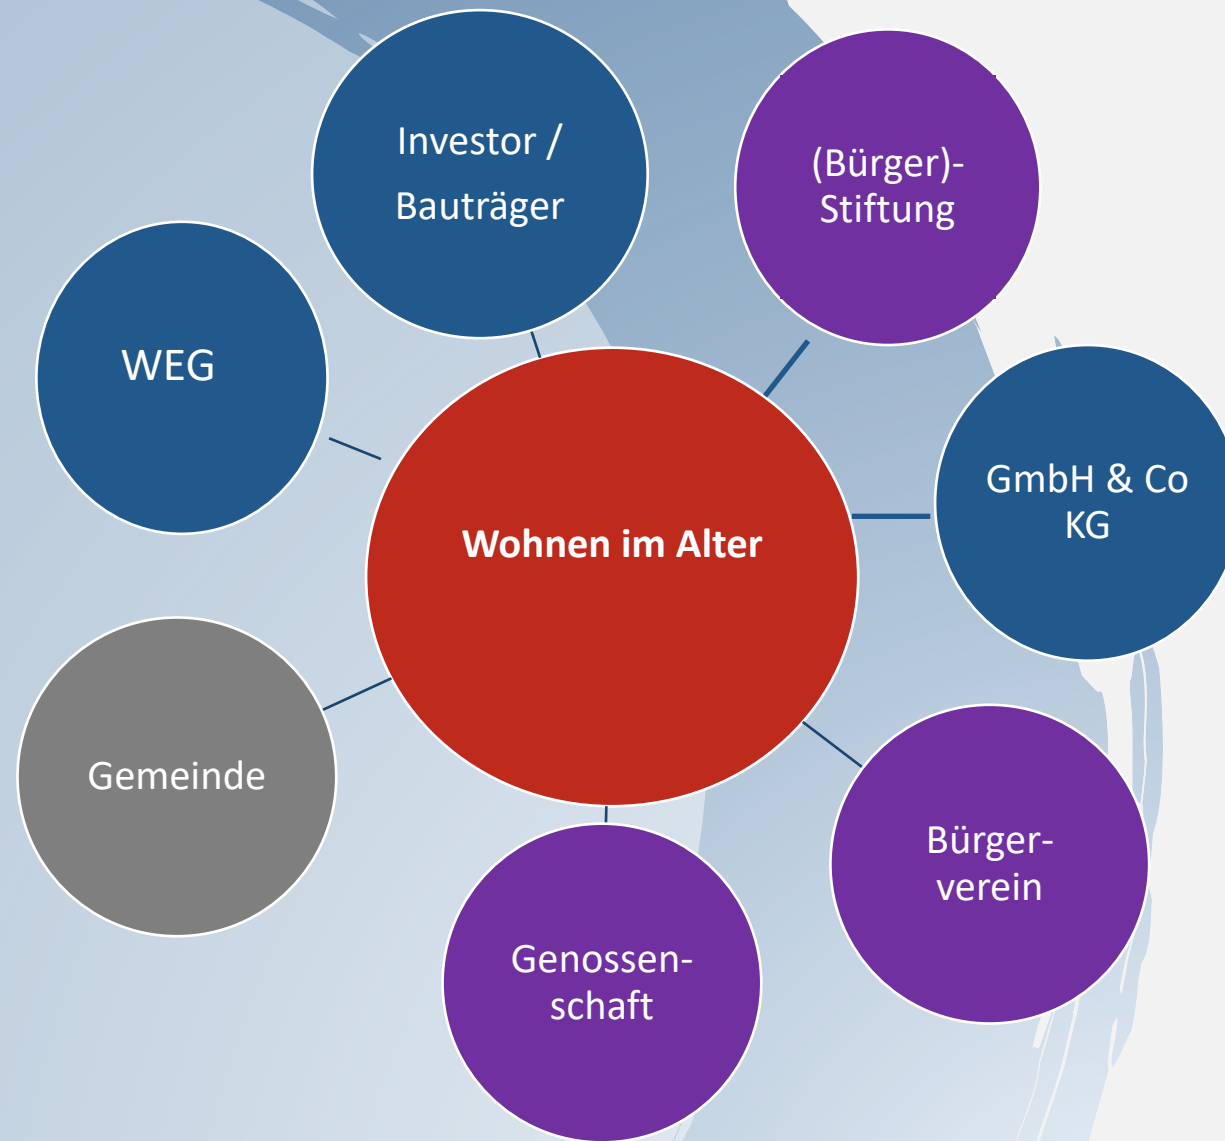 Investor /
Bauträger
(Bürger)-
Stiftung
WEG
GmbH & Co
KG
Wohnen im Alter
Gemeinde
Bürger-
verein
Genossen-
schaft